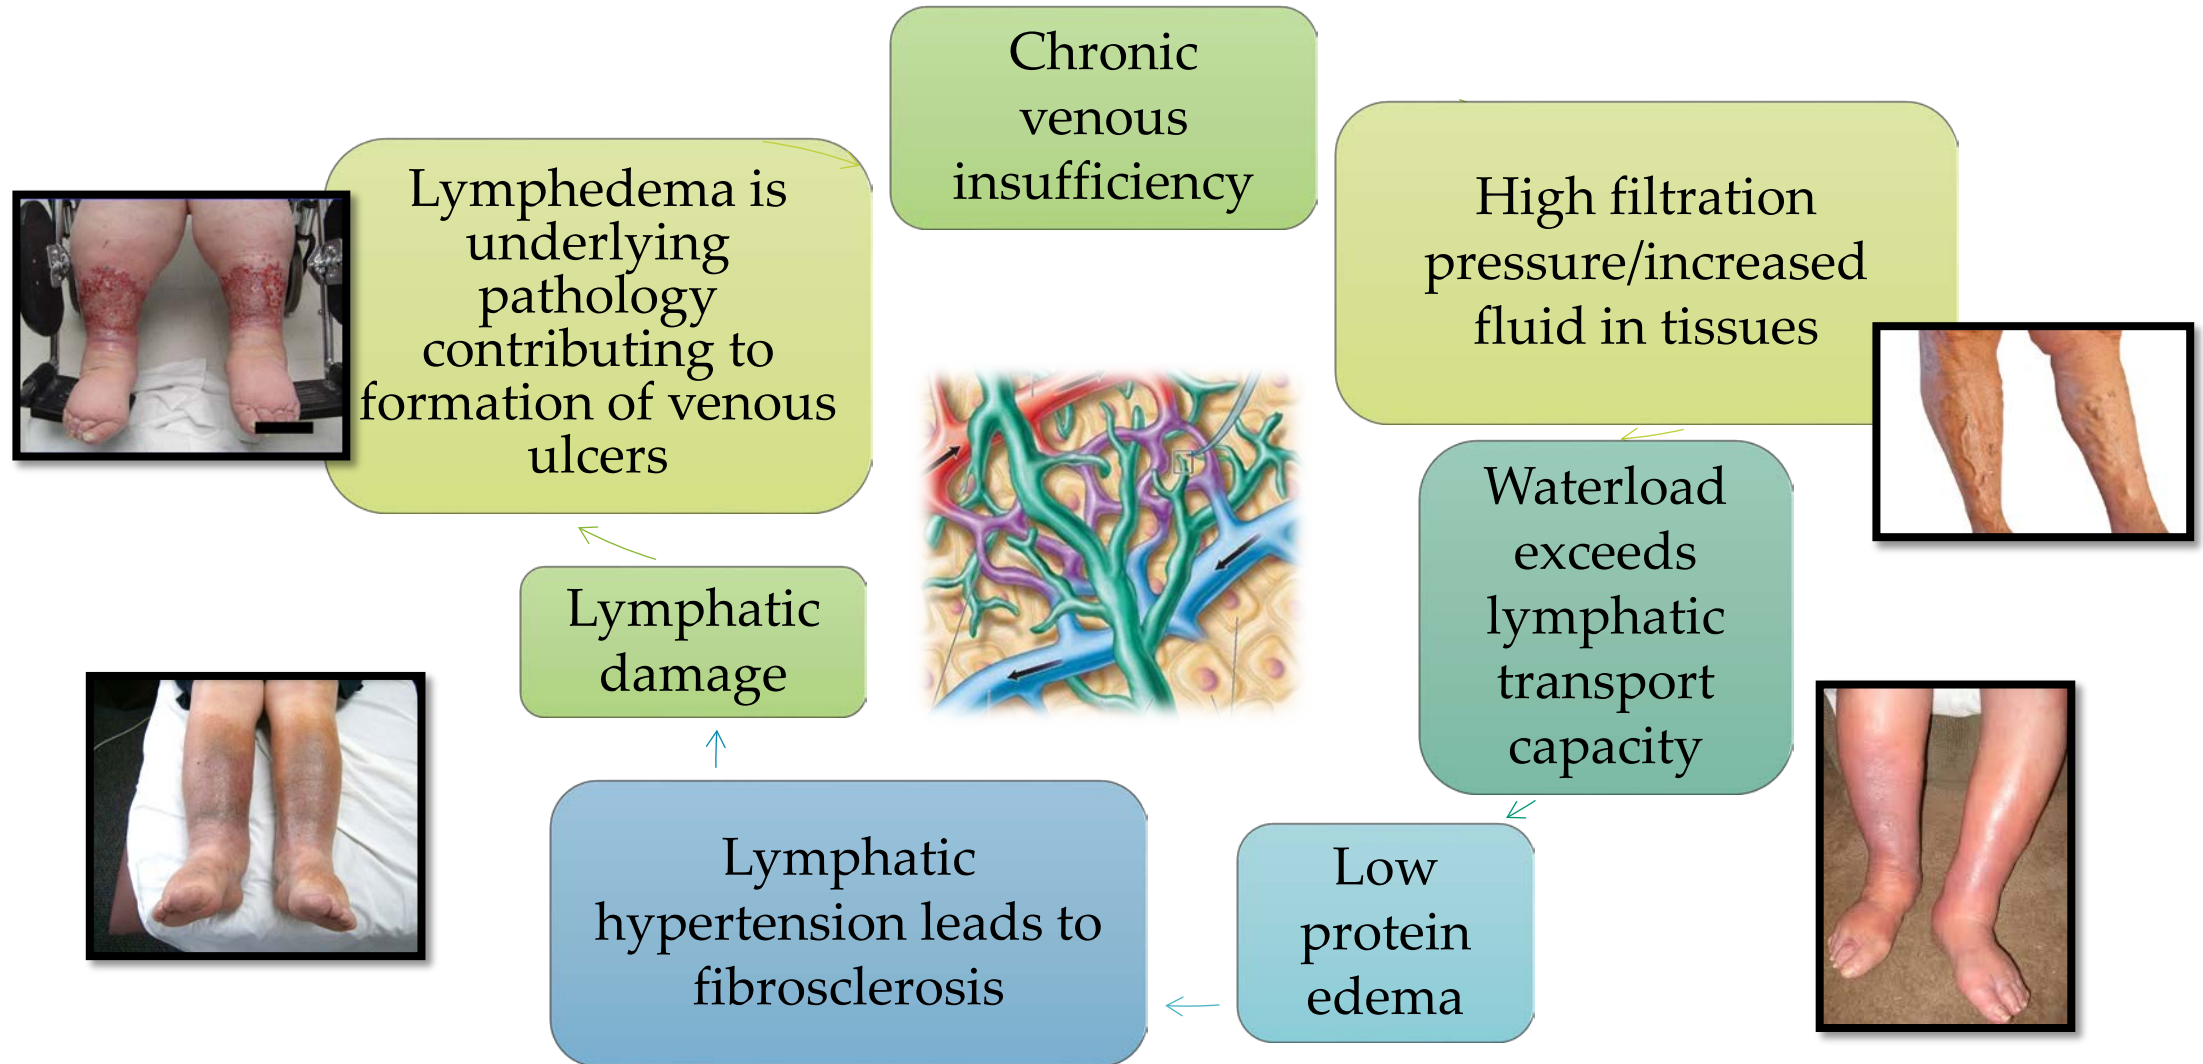 Chronic
venous
insufficiency
High filtration
pressure/increased
fluid in tissues
Waterload
exceeds
lymphatic
transport
capacity
Low
protein
edema
Lymphatic
hypertension leads to
fibrosclerosis
Lymphatic
damage
Lymphedema is
underlying
pathology
contributing to
formation of venous
ulcers